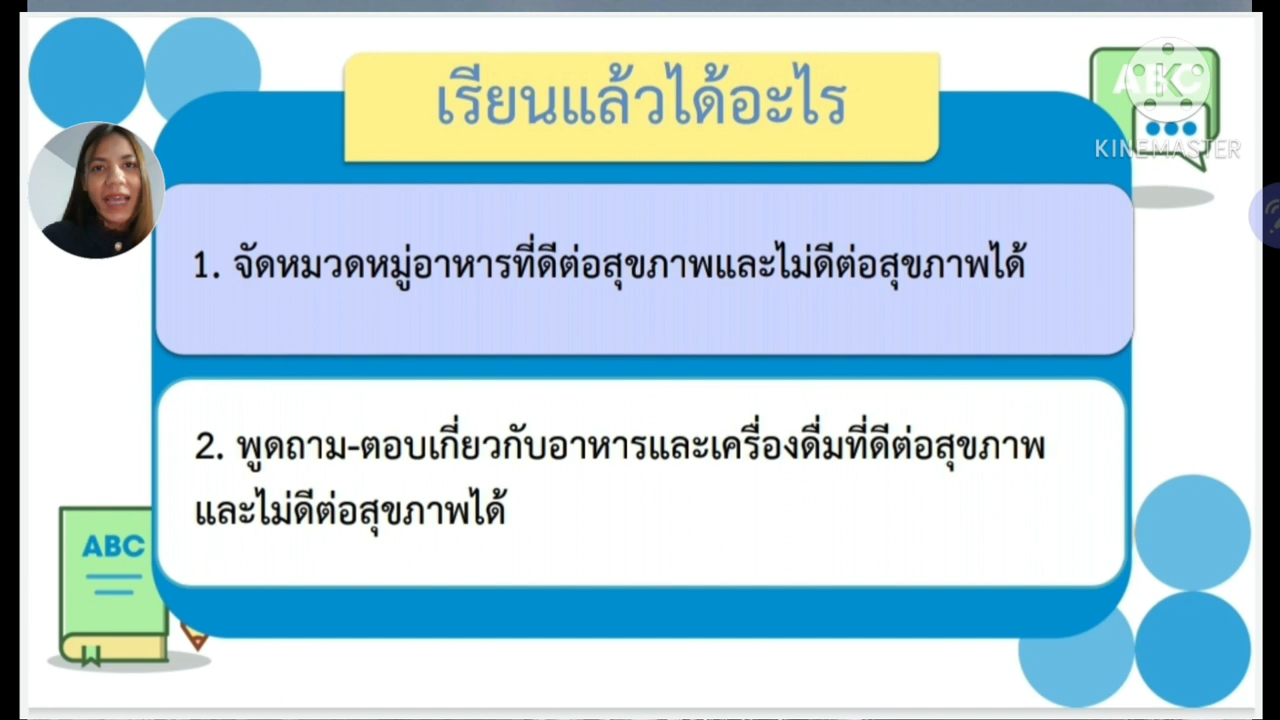 เรียนแล้วได้อะไร
ABC
KINEMASTER
1. จัดหมวดหมู่อาหารที่ดีต่อสุขภาพและไม่ดีต่อสุขภาพได้
2. พูดถาม-ตอบเกี่ยวกับอาหารและเครื่องดื่มที่ดีต่อสุขภาพ
และไม่ดีต่อสุขภาพได้
ABC